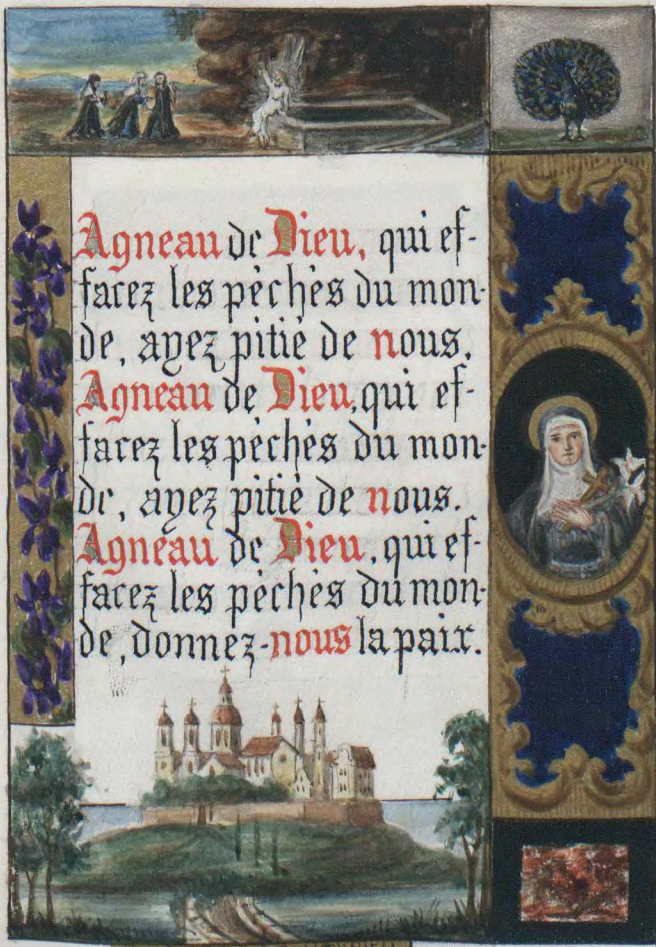 Agneau de Dieu, qui ef-
facez les pèchès du mon-
de, ayez pitiè de nous.
Agneau de Dieu, qui ef-
facez les pèchès du mon-
de, ayez pitiè de nous.
Agneau de Dieu, qui ef-
facez les pèchès du mon-
de, donnez-nous la paix.